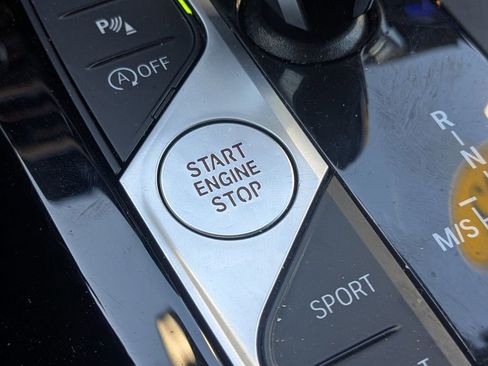 P
A OFF
START
ENGINE
STOP
SPORT
R
N
M/S